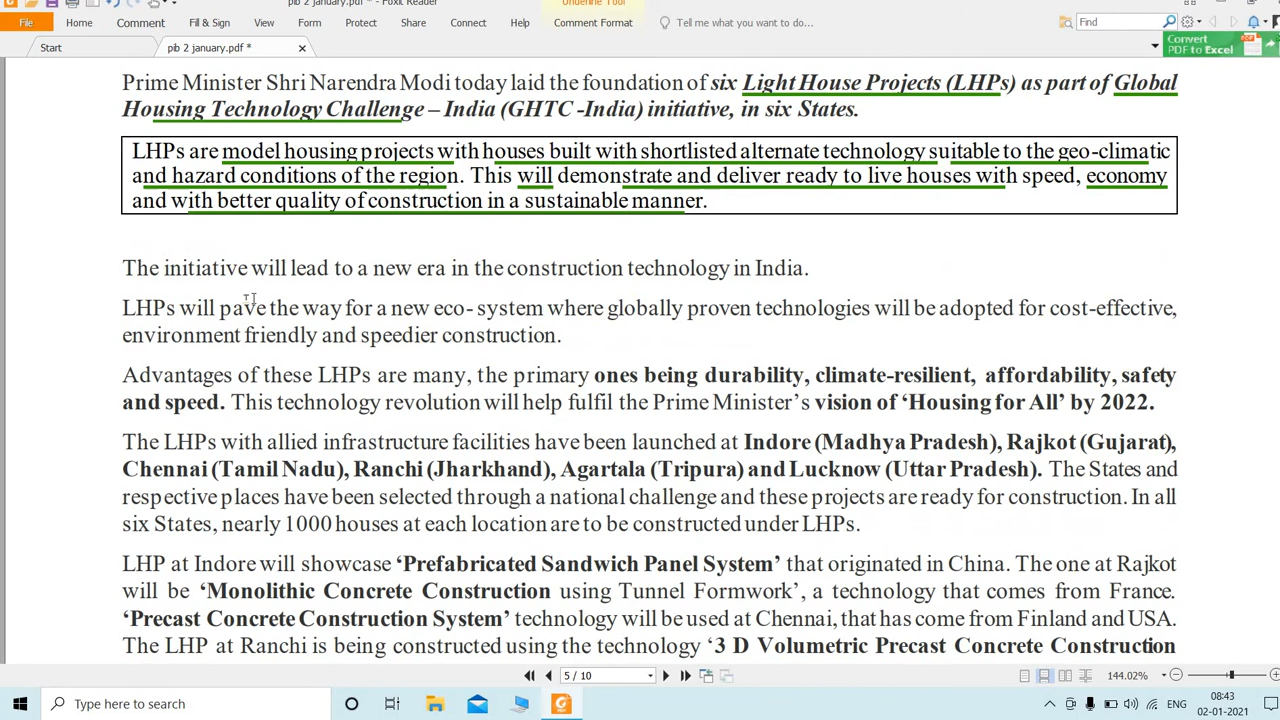 pib 2 january.pdf * - Foxit Reader
Underline Tool
File Home Comment Fill & Sign View Form Protect Share Connect Help Comment Format Tell me what you want to do... Find
Start pib 2 january.pdf *
Convert
PDF to Excel
Prime Minister Shri Narendra Modi today laid the foundation of six Light House Projects (LHPs) as part of Global
Housing Technology Challenge – India (GHTC -India) initiative, in six States.
LHPs are model housing projects with houses built with shortlisted alternate technology suitable to the geo-climatic
and hazard conditions of the region. This will demonstrate and deliver ready to live houses with speed, economy
and with better quality of construction in a sustainable manner.
The initiative will lead to a new era in the construction technology in India.
LHPs will pave the way for a new eco- system where globally proven technologies will be adopted for cost-effective,
environment friendly and speedier construction.
Advantages of these LHPs are many, the primary ones being durability, climate-resilient, affordability, safety
and speed. This technology revolution will help fulfil the Prime Minister’s vision of ‘Housing for All’ by 2022.
The LHPs with allied infrastructure facilities have been launched at Indore (Madhya Pradesh), Rajkot (Gujarat),
Chennai (Tamil Nadu), Ranchi (Jharkhand), Agartala (Tripura) and Lucknow (Uttar Pradesh). The States and
respective places have been selected through a national challenge and these projects are ready for construction. In all
six States, nearly 1000 houses at each location are to be constructed under LHPs.
LHP at Indore will showcase ‘Prefabricated Sandwich Panel System’ that originated in China. The one at Rajkot
will be ‘Monolithic Concrete Construction using Tunnel Formwork’, a technology that comes from France.
‘Precast Concrete Construction System’ technology will be used at Chennai, that has come from Finland and USA.
The LHP at Ranchi is being constructed using the technology ‘3 D Volumetric Precast Concrete Construction
5 / 10
144.02%
Type here to search
ENG
08:43
02-01-2021